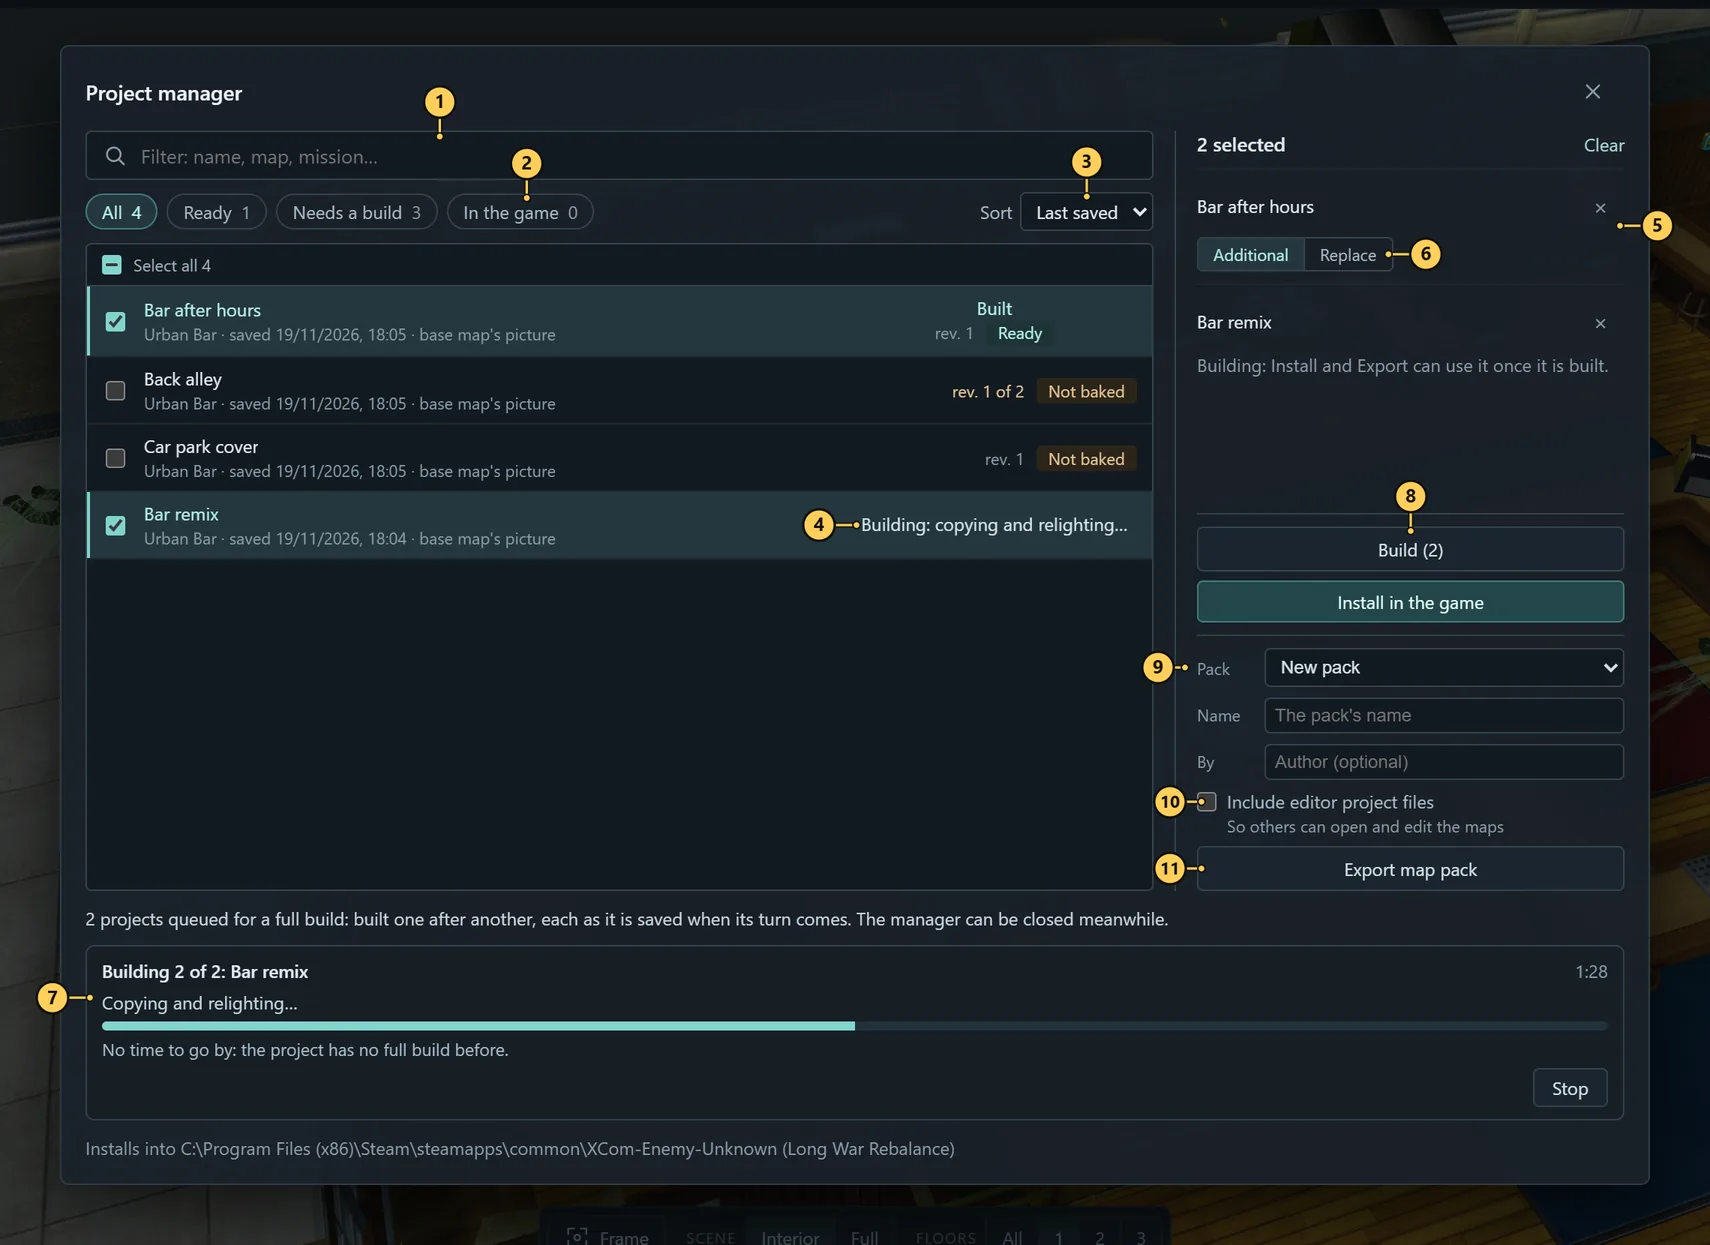 Project manager
1
Filter: name, map, mission...
2
3
All 4
Ready 1
Needs a build 3
In the game 0
Sort
Last saved
Select all 4
Bar after hours
Urban Bar · saved 19/11/2026, 18:05 · base map's picture
Built
rev. 1 Ready
Back alley
Urban Bar · saved 19/11/2026, 18:05 · base map's picture
rev. 1 of 2 Not baked
Car park cover
Urban Bar · saved 19/11/2026, 18:05 · base map's picture
rev. 1 Not baked
Bar remix
Urban Bar · saved 19/11/2026, 18:04 · base map's picture
4
Building: copying and relighting...
2 selected
Clear
Bar after hours
5
Additional
Replace
6
Bar remix
Building: Install and Export can use it once it is built.
8
Build (2)
Install in the game
9
Pack
New pack
Name
The pack's name
By
Author (optional)
10
Include editor project files
So others can open and edit the maps
11
Export map pack
2 projects queued for a full build: built one after another, each as it is saved when its turn comes. The manager can be closed meanwhile.
Building 2 of 2: Bar remix
1:28
7
Copying and relighting...
No time to go by: the project has no full build before.
Stop
Installs into C:\Program Files (x86)\Steam\steamapps\common\XCom-Enemy-Unknown (Long War Rebalance)
Frame SCENE Interior Full FLOORS All 1 2 3